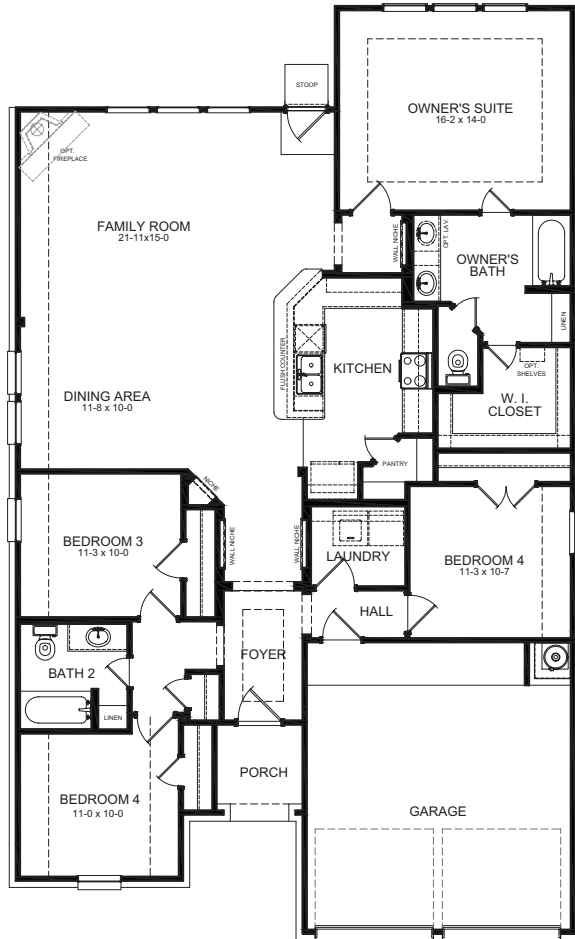 STOOP
OWNER'S SUITE
16-2 x 14-0
OPT.
FIREPLACE
FAMILY ROOM
21-11x15-0
WALL NICHE
OPT. LAV.
OWNER'S
BATH
LINEN
FLUSH COUNTER
KITCHEN
OPT.
SHELVES
DINING AREA
11-8 x 10-0
W. I.
CLOSET
PANTRY
NICHE
BEDROOM 3
11-3 x 10-0
WALL NICHE
WALL NICHE
LAUNDRY
BEDROOM 4
11-3 x 10-7
HALL
FOYER
BATH 2
LINEN
PORCH
BEDROOM 4
11-0 x 10-0
GARAGE